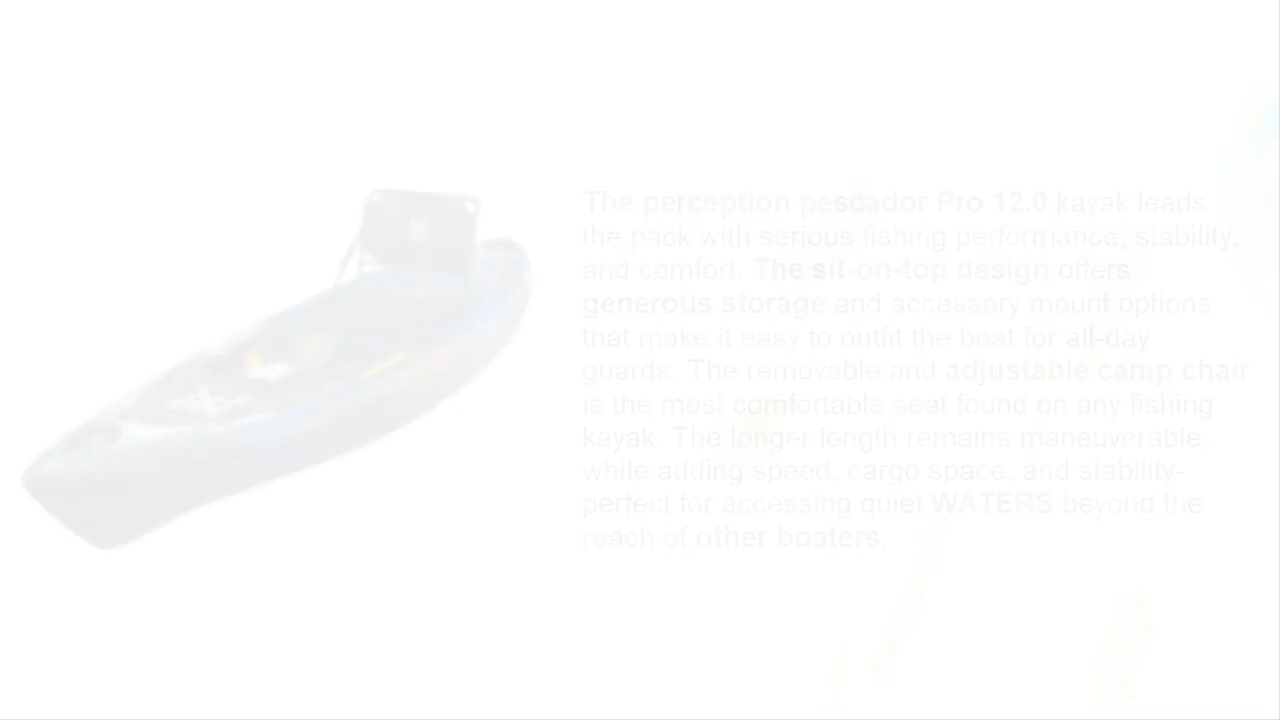 The perception pescador Pro 12.0 kayak leads
the pack with serious fishing performance, stability,
and comfort. The sit-on-top design offers
generous storage and accessory mount options
that make it easy to outfit the boat for all-day
guards. The removable and adjustable camp chair
is the most comfortable seat found on any fishing
kayak. The longer length remains maneuverable,
while adding speed. cargo space, and stability-
perfect for accessing quiet WATERS beyond the
reach of other boaters.